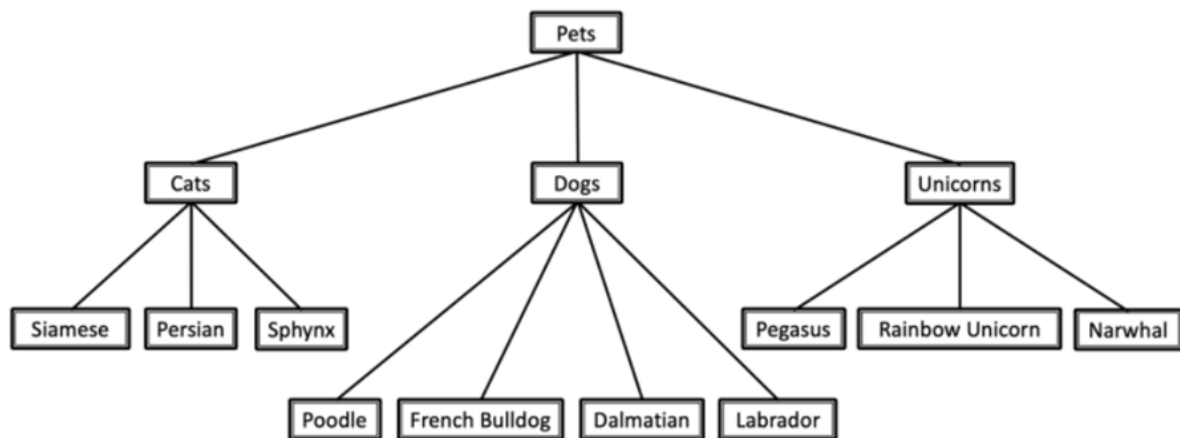 Pets
Cats
Dogs
Unicorns
Siamese
Persian
Sphynx
Pegasus
Rainbow Unicorn
Narwhal
Poodle
French Bulldog
Dalmatian
Labrador